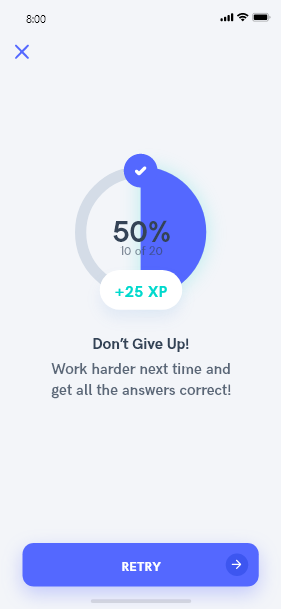 8:00
50%
10 of 20
+25 XP
Don’t Give Up!
Work harder next time and
get all the answers correct!
RETRY